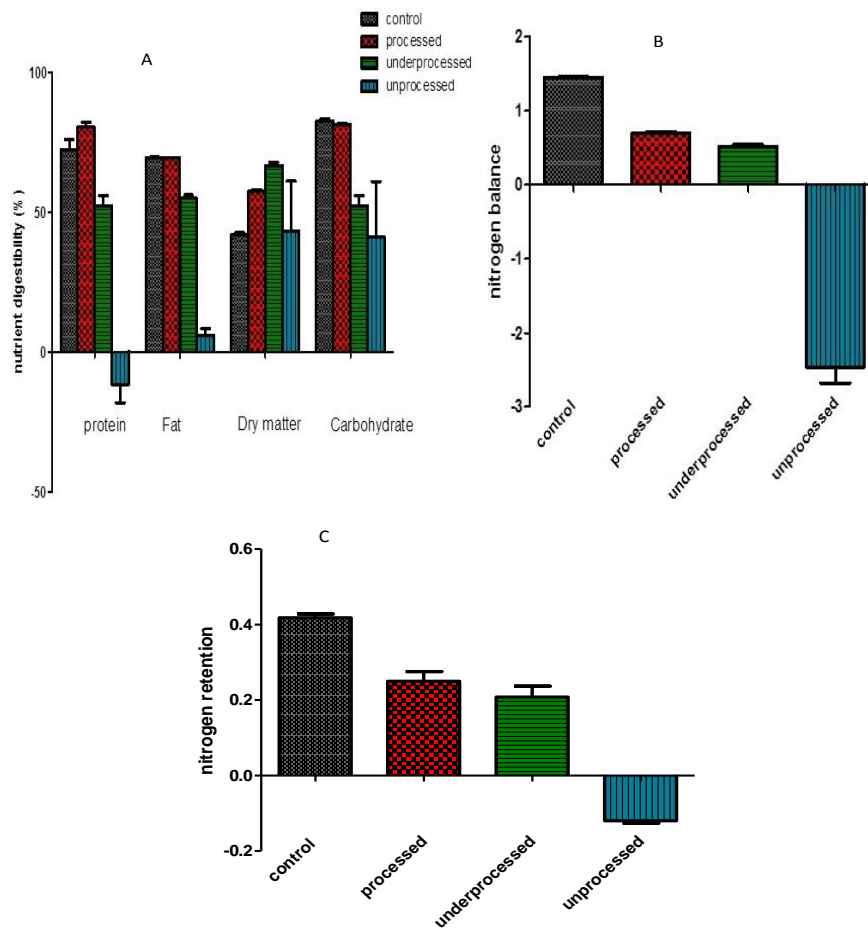 control
processed
underprocessed
unprocessed
A
100
50
0
-50
nutrient digestibility (%)
protein Fat Dry matter Carbohydrate
B
2
1
0
-1
-2
-3
nitrogen balance
control
processed
underprocessed
unprocessed
C
0.6
0.4
0.2
0.0
-0.2
nitrogen retention
control
processed
underprocessed
unprocessed